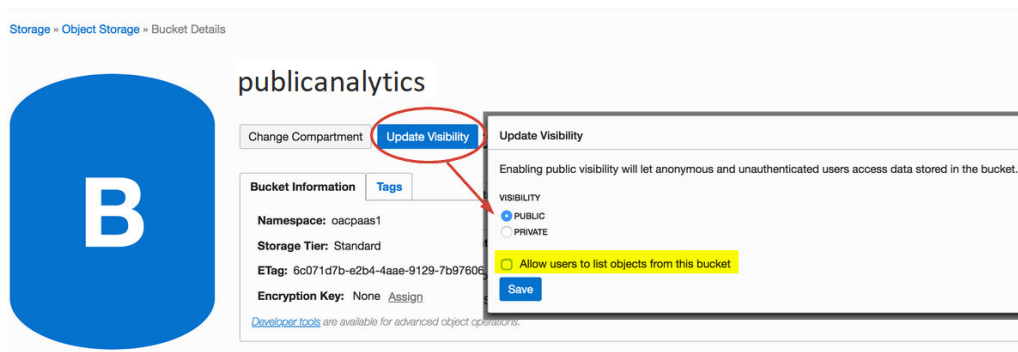 Storage » Object Storage » Bucket Details
publicanalytics
Change Compartment
Update Visibility
B
Bucket Information
Tags
Namespace: oacpaas1
Storage Tier: Standard
ETag: 6c071d7b-e2b4-4aae-9129-7b97606
Encryption Key: None Assign
Developer tools are available for advanced object operations.
Update Visibility
Enabling public visibility will let anonymous and unauthenticated users access data stored in the bucket.
VISIBILITY
PUBLIC
PRIVATE
Allow users to list objects from this bucket
Save